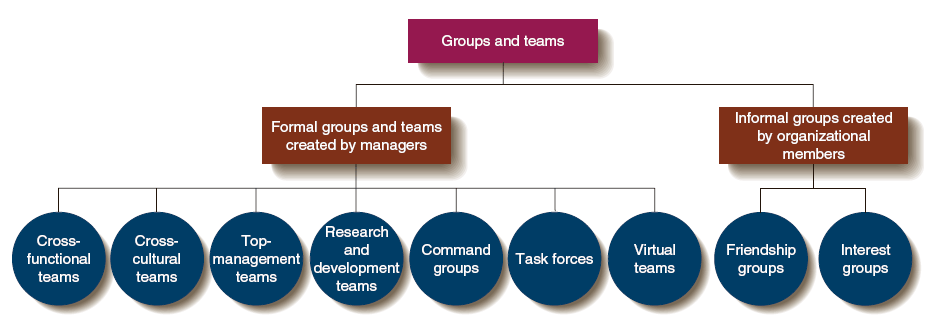 Groups and teams
Formal groups and teams
created by managers
Informal groups created
by organizational
members
Cross-
functional
teams
Cross-
cultural
teams
Top-
management
teams
Research
and
development
teams
Command
groups
Task forces
Virtual
teams
Friendship
groups
Interest
groups